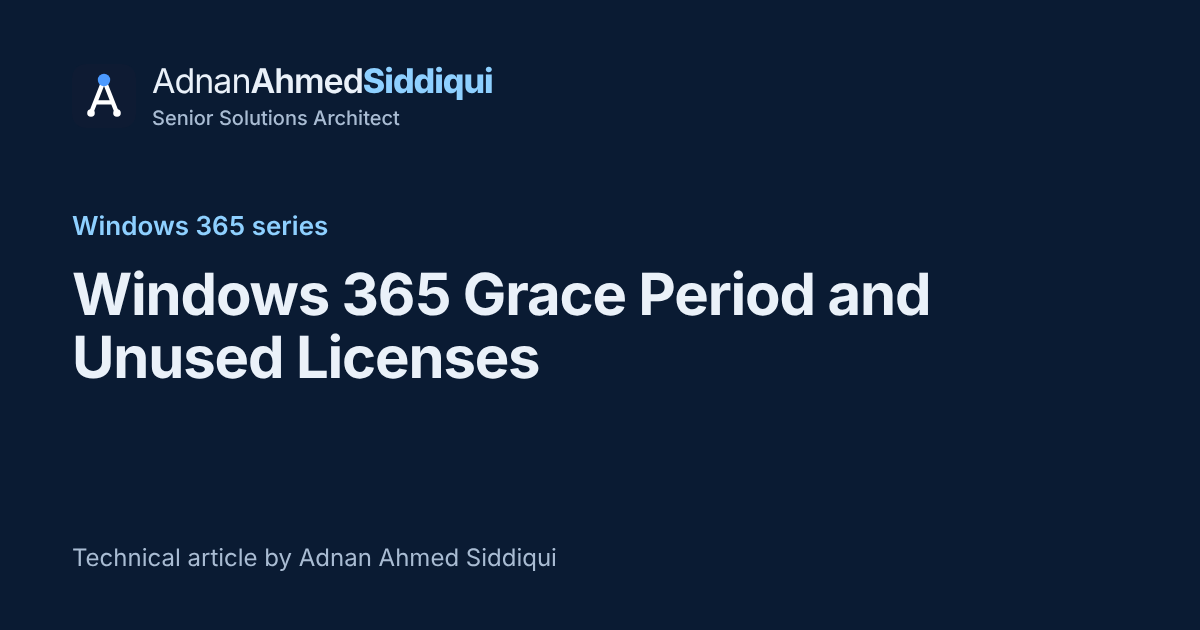 AdnanAhmedSiddiqui
Senior Solutions Architect
Windows 365 series
Windows 365 Grace Period and
Unused Licenses
Technical article by Adnan Ahmed Siddiqui